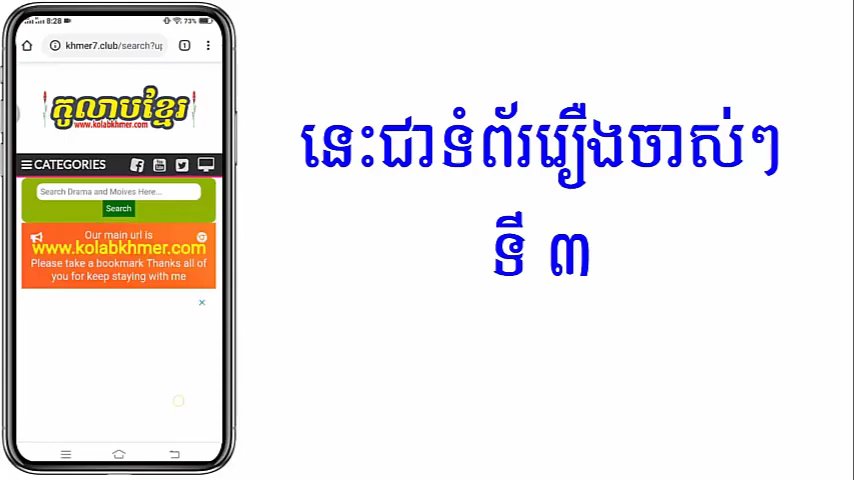 8:28
73%
khmer7.club/search?up
1
កូលាបខ្មែរ
www.kolabkhmer.com
CATEGORIES
Search Drama and Moives Here...
Search
Our main url is
www.kolabkhmer.com
Please take a bookmark Thanks all of
you for keep staying with me
នេះជាទំព័ររឿងចាស់ៗ
ទី ៣